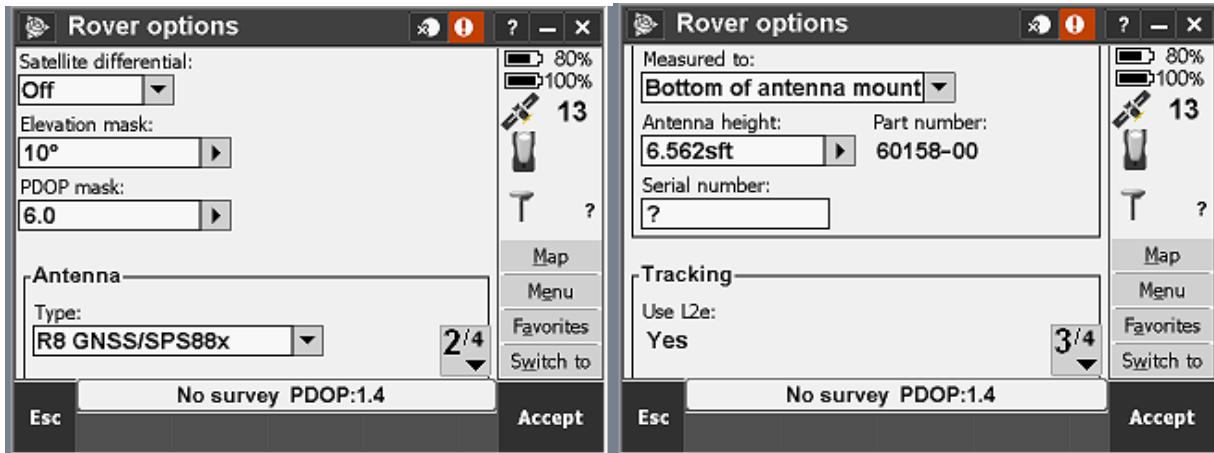 Rover options
? – ×
Satellite differential:
Off
80%
100%
Elevation mask:
13
10°
PDOP mask:
6.0
?
Antenna
Map
Menu
Type:
R8 GNSS/SPS88x
2/4
Favorites
Switch to
No survey PDOP:1.4
Esc
Accept
Rover options
? – ×
Measured to:
Bottom of antenna mount
80%
100%
Antenna height: Part number:
13
6.562sft 60158-00
Serial number:
?
?
Map
Tracking
Menu
Use L2e:
Yes
3/4
Favorites
Switch to
No survey PDOP:1.4
Esc
Accept